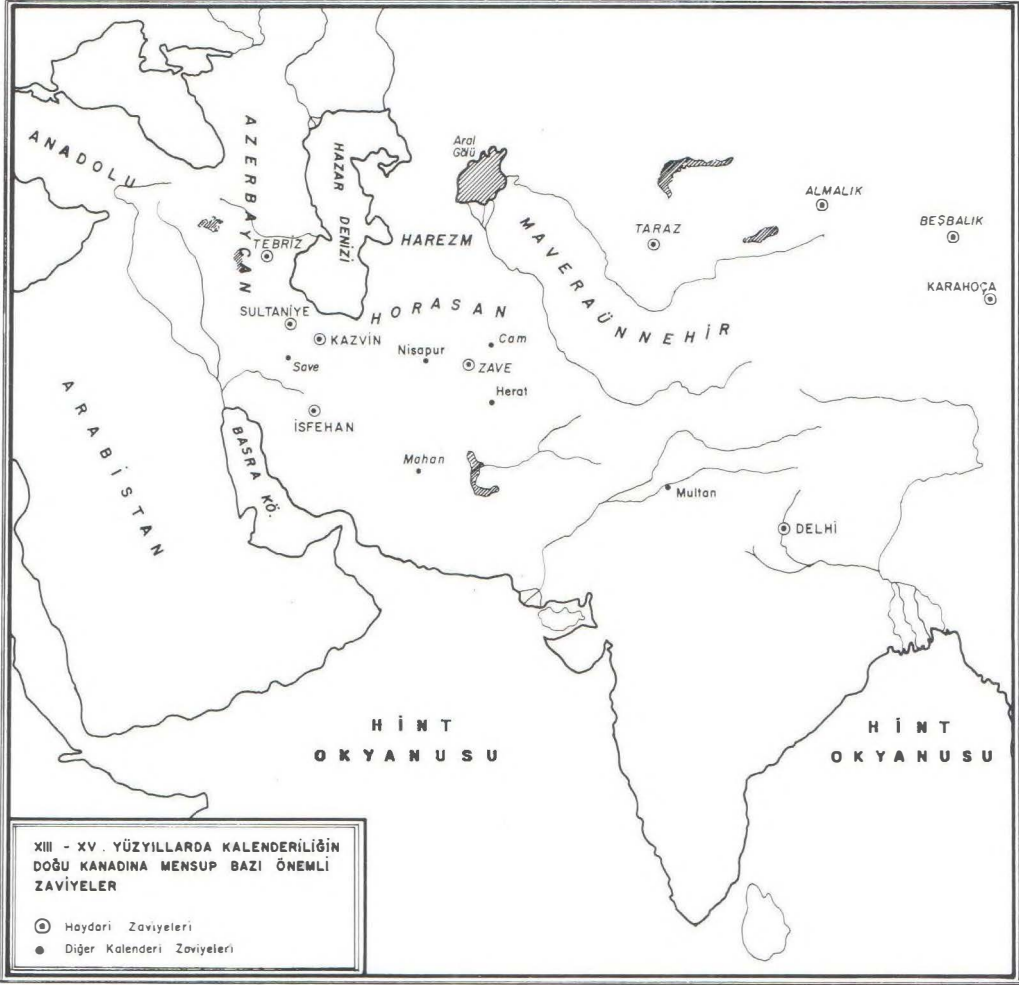 ANADOLU
AZERBAYCAN
HAZAR DENİZİ
Aral
Gölü
HAREZM
MAVERAÜNNEHİR
TARAZ
ALMALIK
BEŞBALIK
KARAHOÇA
TEBRİZ
SULTANİYE
KAZVİN
HORASAN
Save
Nişapur
Cam
ZAVE
Herat
İSFEHAN
ARABİSTAN
BASRA KÖ.
Mahan
Multan
DELHİ
HİNT
OKYANUSU
HİNT
OKYANUSU
XIII - XV. YÜZYILLARDA KALENDERİLİĞİN
DOĞU KANADINA MENSUP BAZI ÖNEMLİ
ZAVİYELER
Haydari Zaviyeleri
Diğer Kalenderi Zaviyeleri